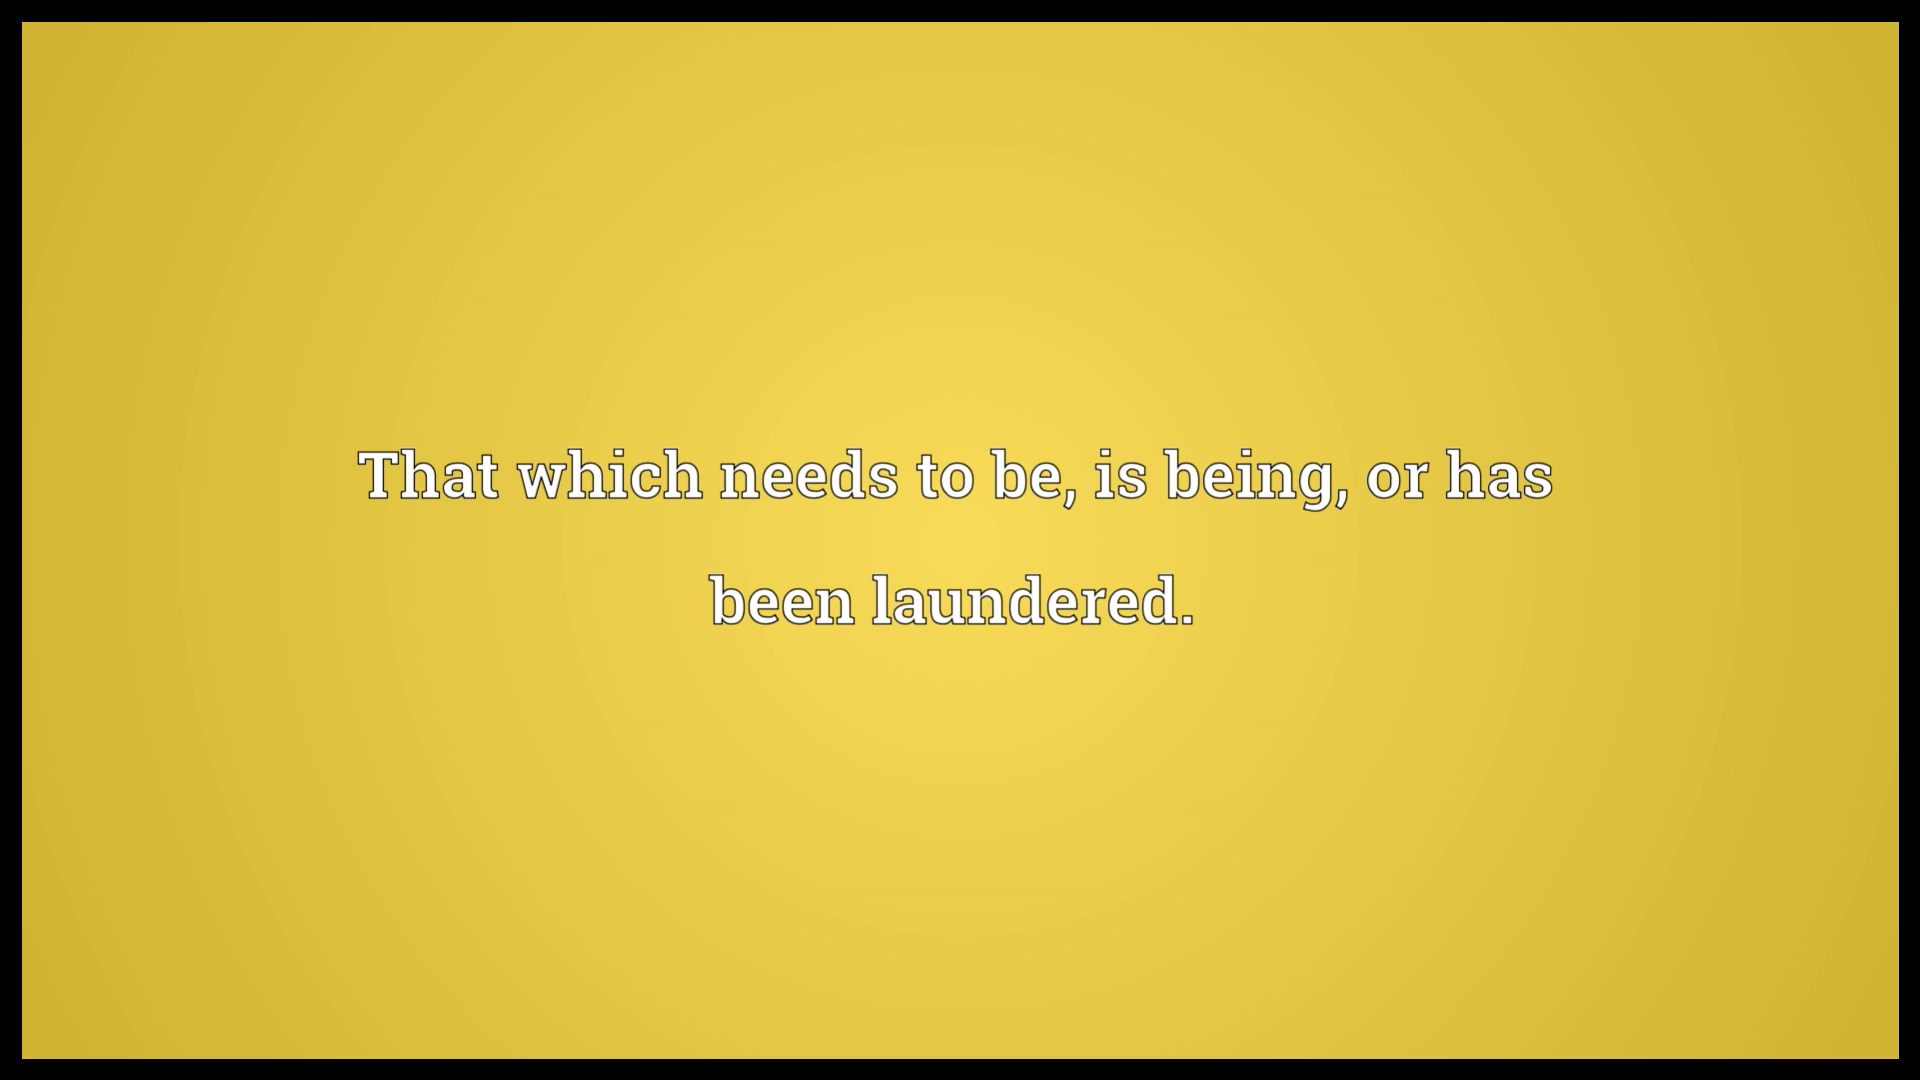 That which needs to be, is being, or has
been laundered.